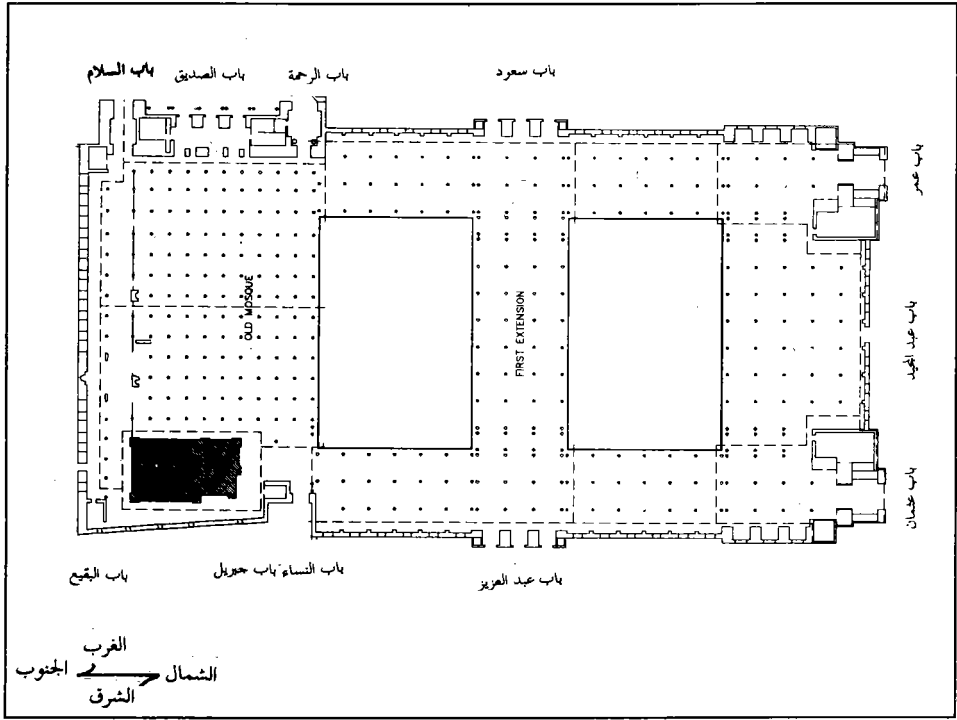 باب السلام
باب الصديق
باب الرحمة
باب سعود
باب عمر
باب عبد المجيد
باب عثمان
OLD MOSQUE
FIRST EXTENSION
باب البقيع
باب جبريل
باب النساء
باب عبد العزيز
الغرب
الجنوب
الشمال
الشرق